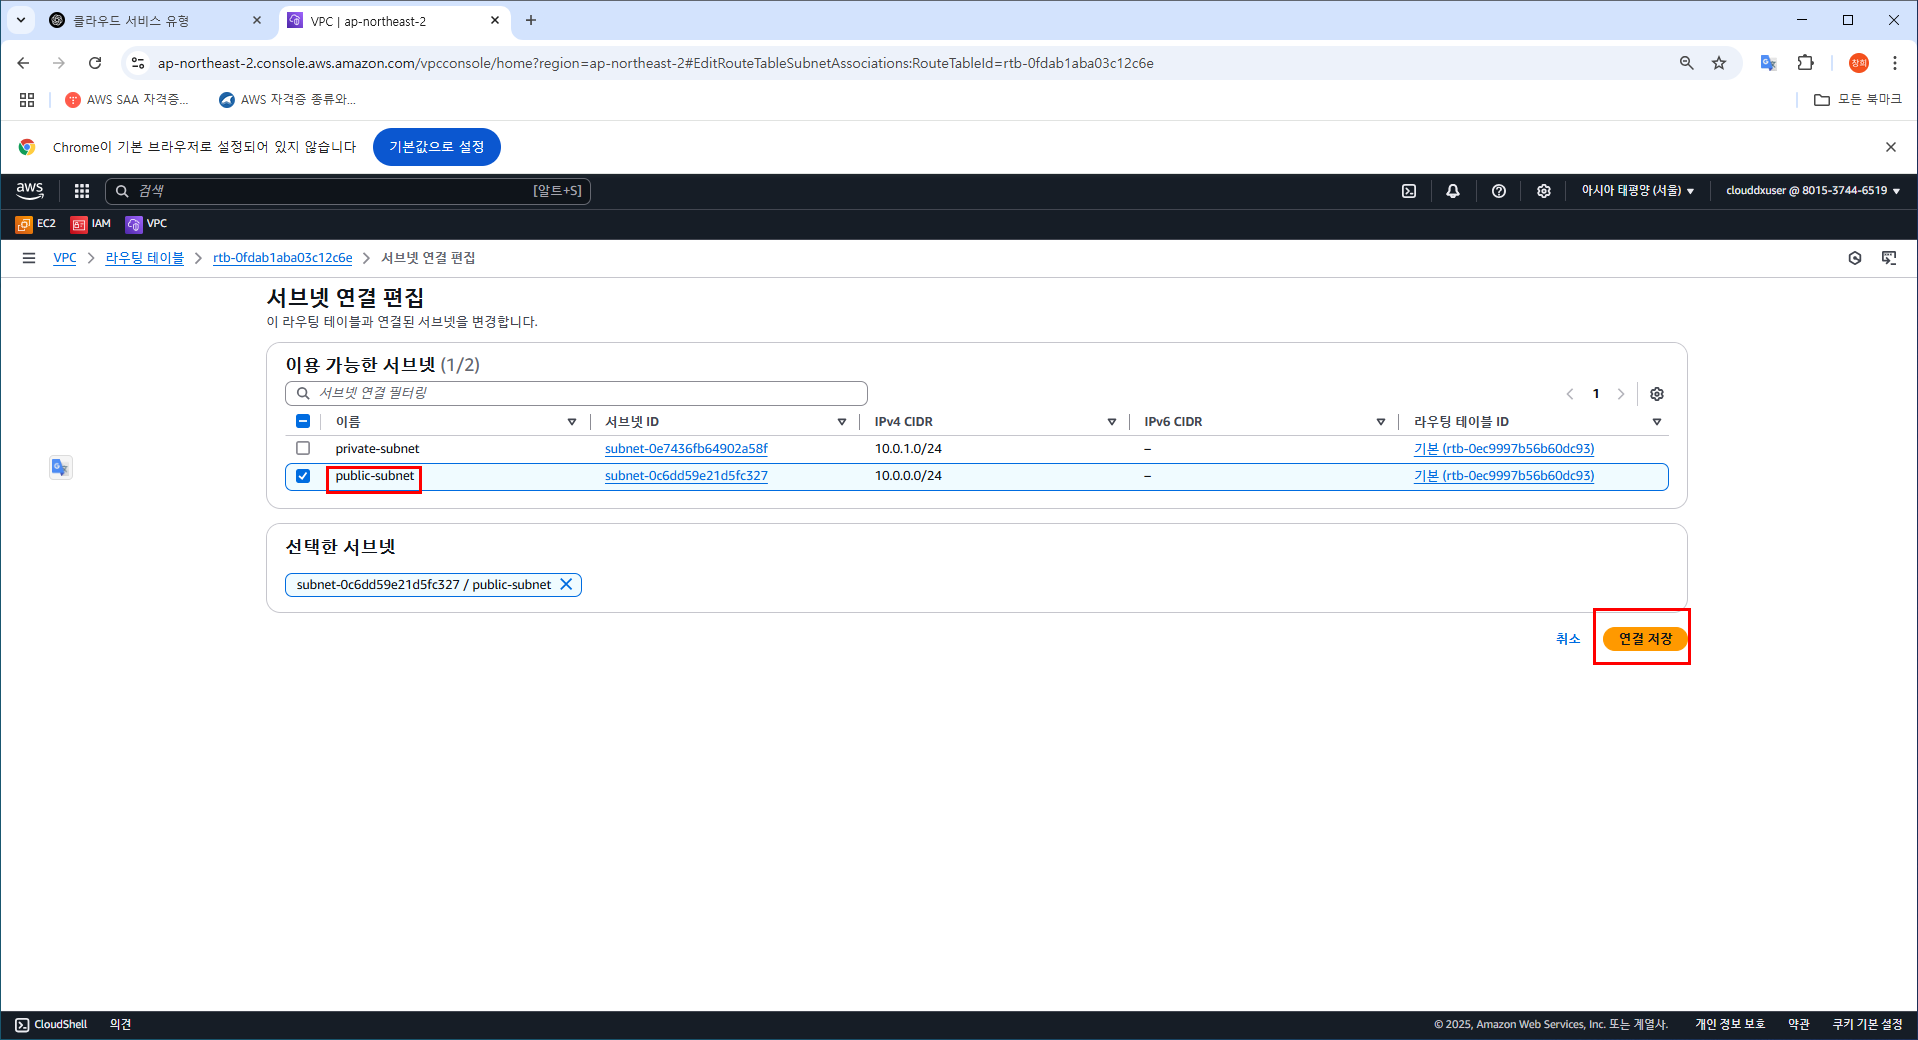 클라우드 서비스 유형
VPC | ap-northeast-2
ap-northeast-2.console.aws.amazon.com/vpcconsole/home?region=ap-northeast-2#EditRouteTableSubnetAssociations:RouteTableId=rtb-0fdab1aba03c12c6e
창희
AWS SAA 자격증...
AWS 자격증 종류와...
모든 북마크
Chrome이 기본 브라우저로 설정되어 있지 않습니다
기본값으로 설정
aws
검색
[알트+S]
아시아 태평양 (서울)
clouddxuser @ 8015-3744-6519
EC2
IAM
VPC
VPC
라우팅 테이블
rtb-0fdab1aba03c12c6e
서브넷 연결 편집
서브넷 연결 편집
이 라우팅 테이블과 연결된 서브넷을 변경합니다.
이용 가능한 서브넷 (1/2)
서브넷 연결 필터링
1
이름 서브넷 ID IPv4 CIDR IPv6 CIDR 라우팅 테이블 ID
private-subnet subnet-0e7436fb64902a58f 10.0.1.0/24 – 기본 (rtb-0ec9997b56b60dc93)
public-subnet subnet-0c6dd59e21d5fc327 10.0.0.0/24 – 기본 (rtb-0ec9997b56b60dc93)
선택한 서브넷
subnet-0c6dd59e21d5fc327 / public-subnet
취소
연결 저장
CloudShell
의견
© 2025, Amazon Web Services, Inc. 또는 계열사.
개인 정보 보호
약관
쿠키 기본 설정